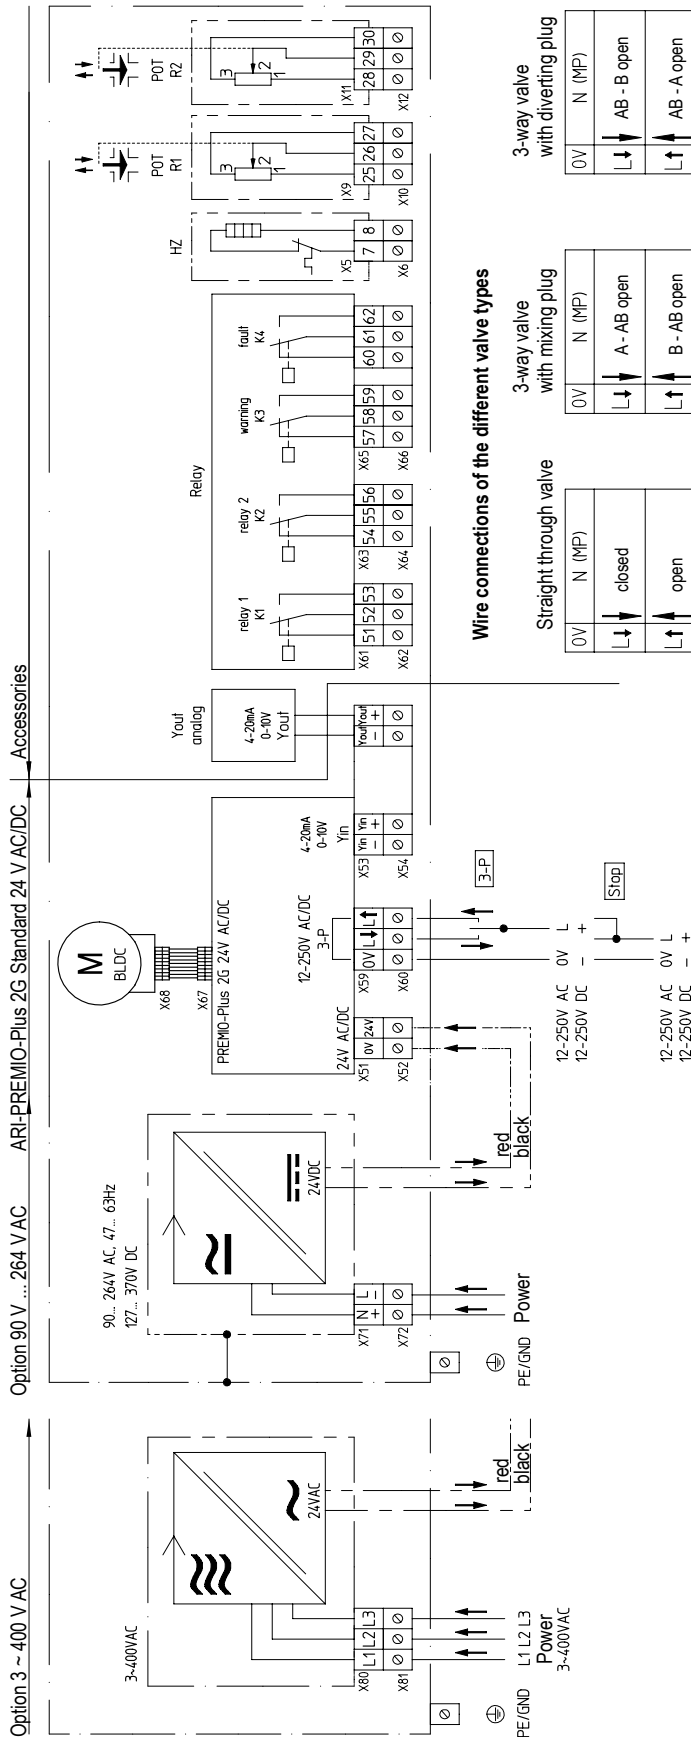 Option 3 ~ 400 V AC
Option 90 V ... 264 V AC
ARI-PREMIO-Plus 2G Standard 24 V AC/DC
Accessories
3~400VAC
24VAC
X80
L1 L2 L3
X81
red
black
PE/GND
L1 L2 L3
Power
3~400VAC
90... 264V AC, 47... 63Hz
127... 370V DC
24VDC
X71
N L
+ −
X72
red
black
PE/GND
Power
M
BLDC
X68
X67
PREMIO-Plus 2G 24V AC/DC
24V AC/DC
X51
0V 24V
X52
12-250V AC/DC
3-P
X59
0V L L
X60
3-P
12-250V AC 0V L
12-250V DC − +
Stop
12-250V AC 0V L
12-250V DC − +
4-20mA
0-10V
Yin
X53
Yin Yin
− +
X54
Yout
analog
4-20mA
0-10V
Yout
Yout Yout
− +
Relay
relay 1
K1
X61
51 52 53
X62
relay 2
K2
X63
54 55 56
X64
warning
K3
X65
57 58 59
X66
fault
K4
60 61 62
HZ
X5
7 8
X6
POT
R1
3
2
1
X9
25 26 27
X10
POT
R2
3
2
1
X11
28 29 30
X12
Wire connections of the different valve types
Straight through valve
0V N (MP)
L closed
L open
3-way valve
with mixing plug
0V N (MP)
L A - AB open
L B - AB open
3-way valve
with diverting plug
0V N (MP)
L AB - B open
L AB - A open